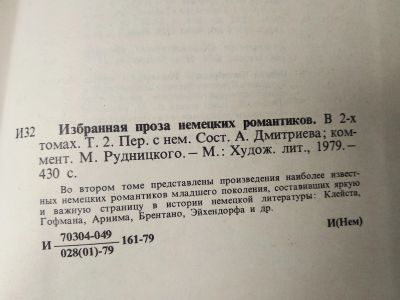 И32 Избранная проза немецких романтиков. В 2-х
томах. Т. 2. Пер. с нем. Сост. А. Дмитриева; ком-
мент. М. Рудницкого. – М.: Худож. лит., 1979.–
430 с.
Во втором томе представлены произведения наиболее извест-
ных немецких романтиков младшего поколения, составивших яркую
и важную страницу в истории немецкой литературы: Клейста,
Гофмана, Арнима, Брентано, Эйхендорфа и др.
И 70304-049 161-79 И(Нем)
028(01)-79